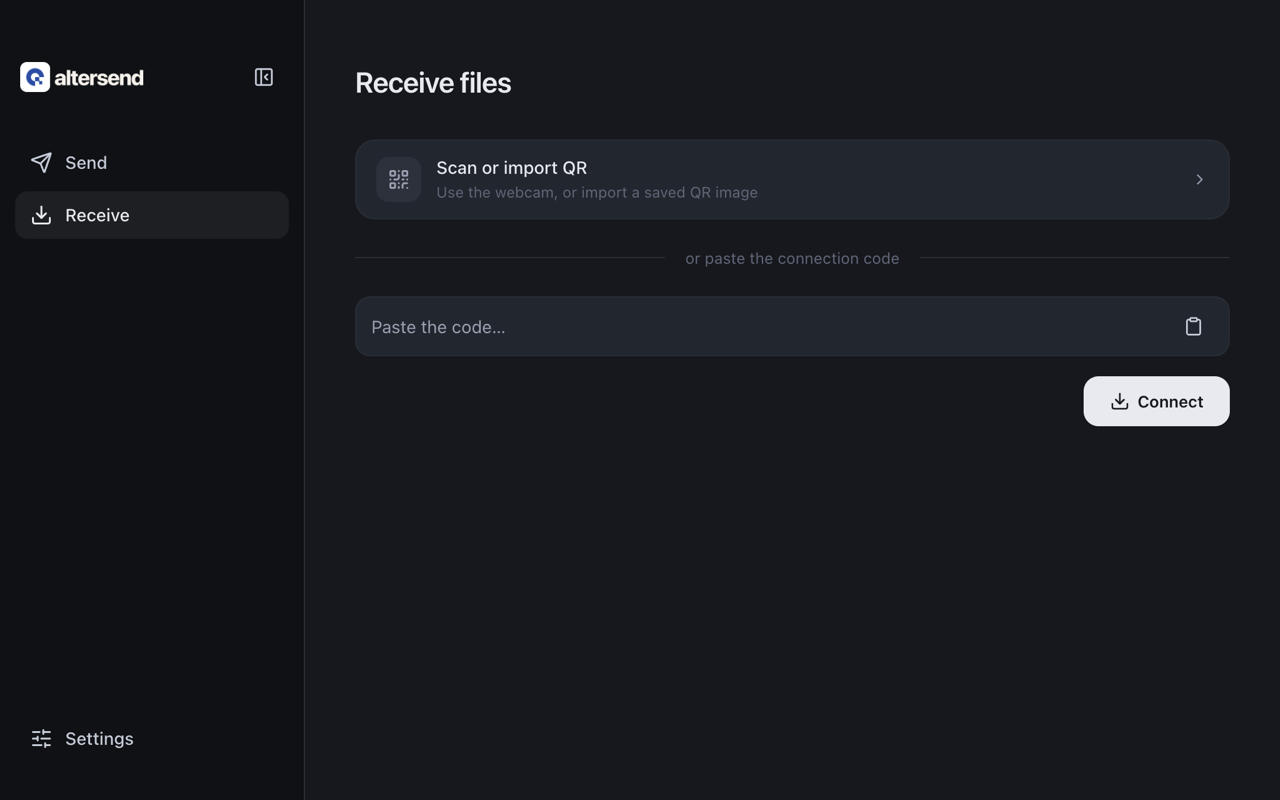 altersend
Send
Receive
Settings
Receive files
Scan or import QR
Use the webcam, or import a saved QR image
or paste the connection code
Paste the code...
Connect